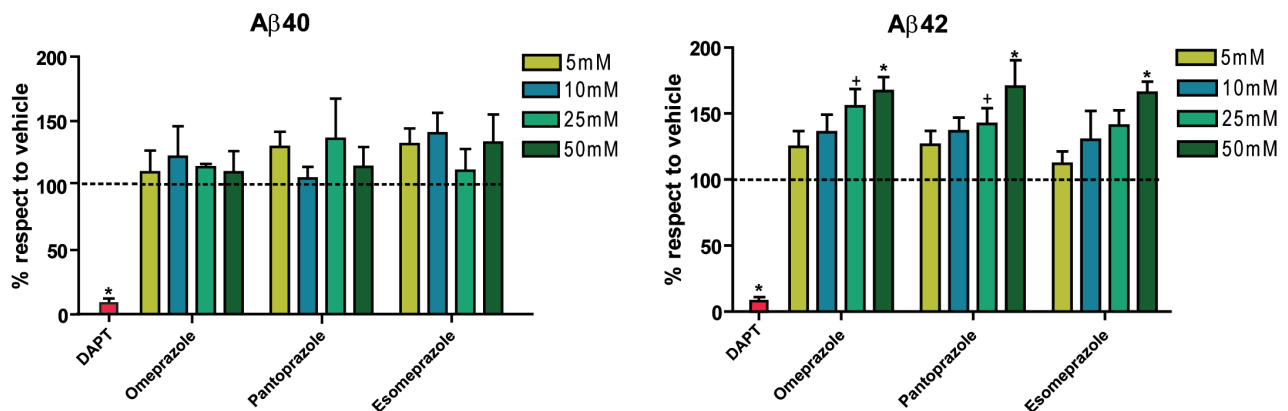 Aβ40
% respect to vehicle
200
150
100
50
0
*
DAPT
Omeprazole
Pantoprazole
Esomeprazole
5mM
10mM
25mM
50mM
Aβ42
% respect to vehicle
200
150
100
50
0
*
+
*
+
*
*
DAPT
Omeprazole
Pantoprazole
Esomeprazole
5mM
10mM
25mM
50mM